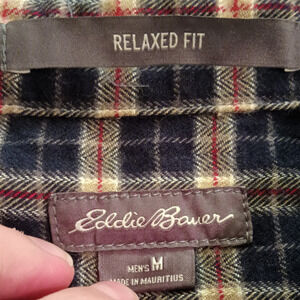 RELAXED FIT
Eddie Bauer
MEN'S M
MADE IN MAURITIUS